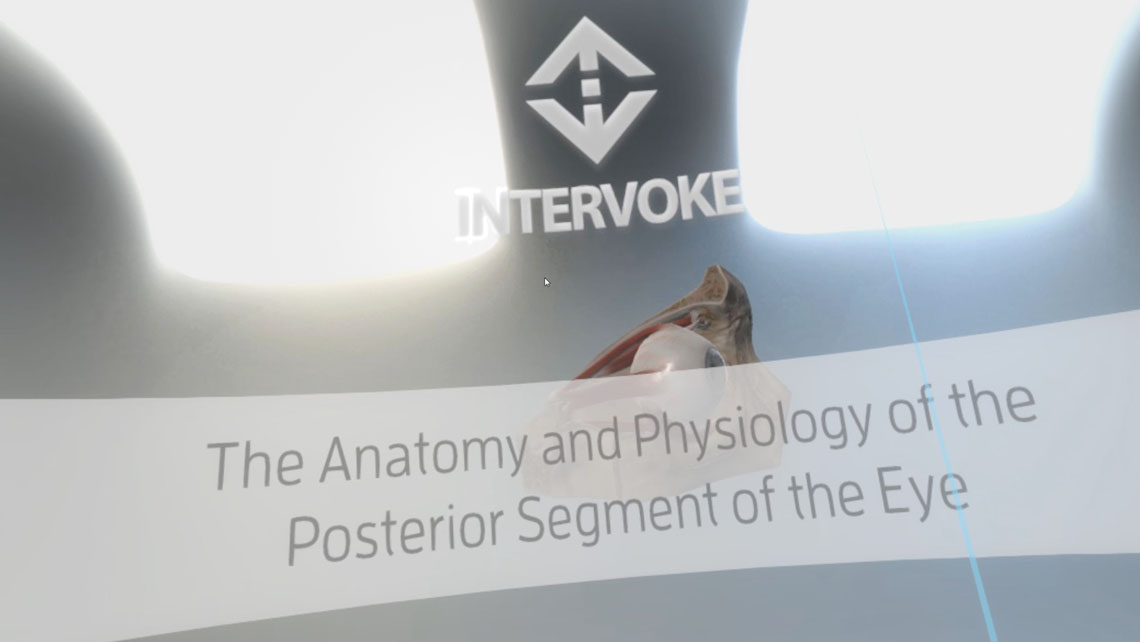 INTERVOKE
The Anatomy and Physiology of the
Posterior Segment of the Eye